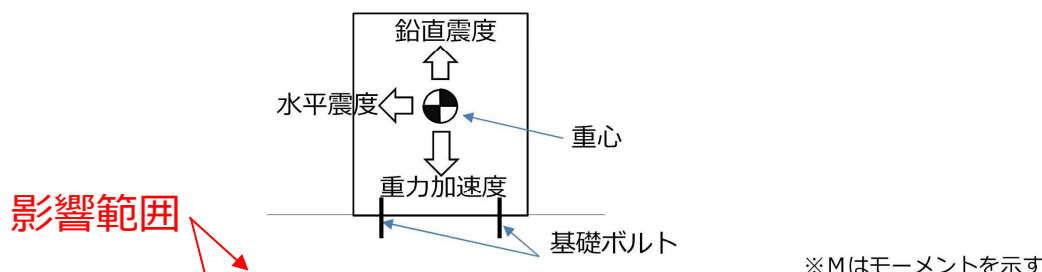 鉛直震度
水平震度
重心
重力加速度
影響範囲
基礎ボルト
※Mはモーメントを示す